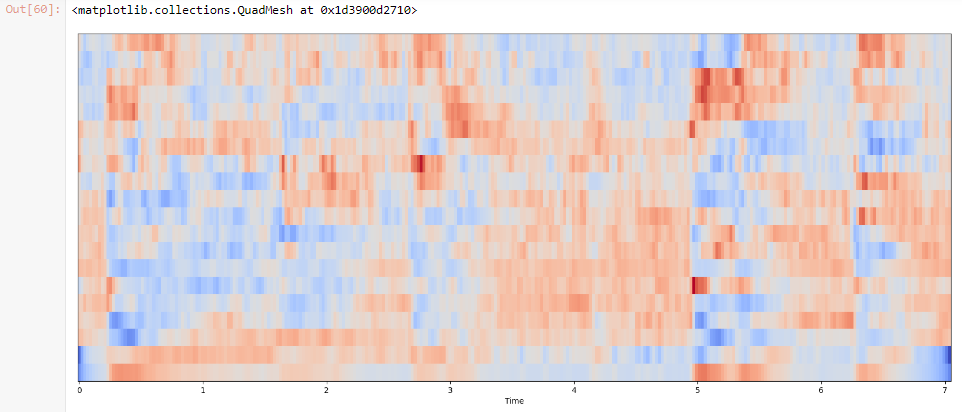 Out[60]: <matplotlib.collections.QuadMesh at 0x1d3900d2710>
0 1 2 3 4 5 6 7
Time